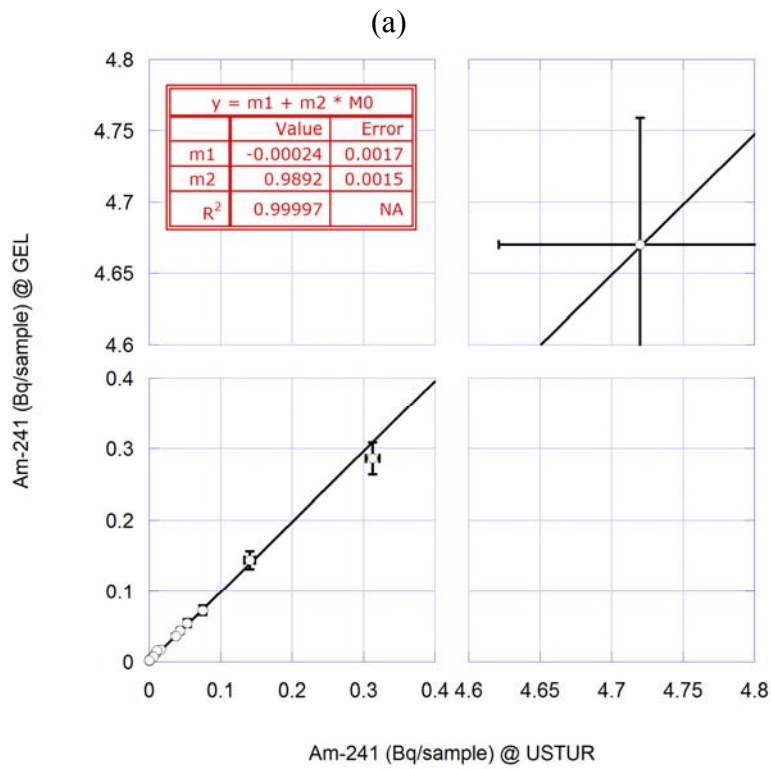 (a)
4.8
y = m1 + m2 * M0
Value Error
m1 -0.00024 0.0017
m2 0.9892 0.0015
R² 0.99997 NA
4.75
4.7
4.65
4.6
0.4
0.3
0.2
0.1
0
Am-241 (Bq/sample) @ GEL
0 0.1 0.2 0.3 0.4 4.6 4.65 4.7 4.75 4.8
Am-241 (Bq/sample) @ USTUR